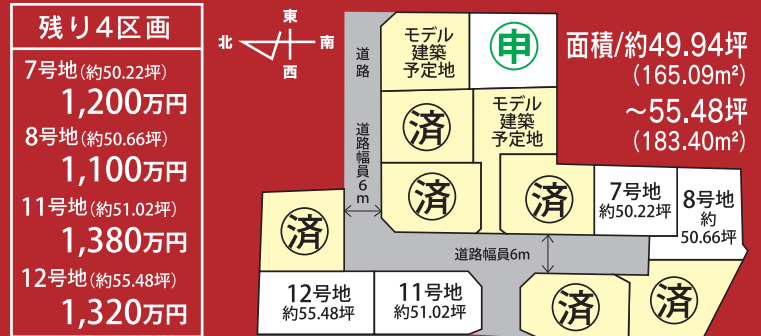 残り4区画
7号地(約50.22坪)
1,200万円
8号地(約50.66坪)
1,100万円
11号地(約51.02坪)
1,380万円
12号地(約55.48坪)
1,320万円
東
北 南
西
道路
道路幅員6m
モデル
建築
予定地
申
済
モデル
建築
予定地
済
済
7号地
約50.22坪
8号地
約
50.66坪
済
道路幅員6m
12号地
約55.48坪
11号地
約51.02坪
済
済
面積/約49.94坪
(165.09m²)
〜55.48坪
(183.40m²)